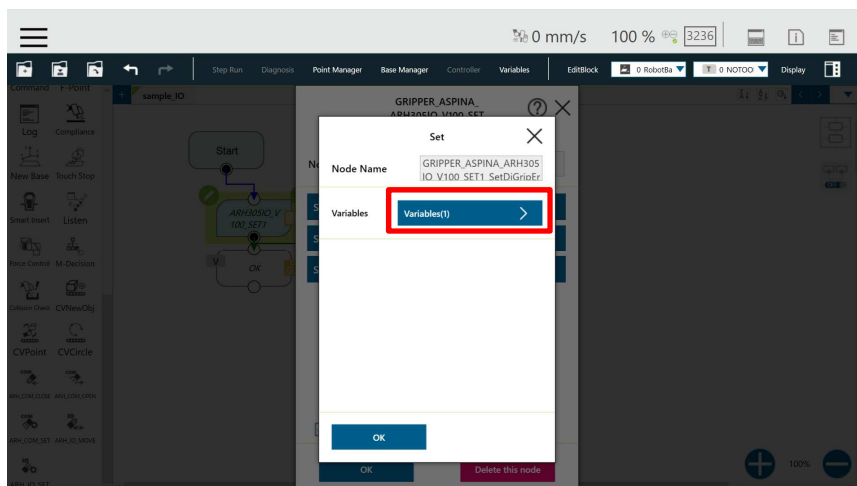 0 mm/s 100 % 3236
Step Run Diagnosis Point Manager Base Manager Controller Variables EditBlock 0 RobotBa T 0 NOTOO Display
Command F-Point + sample_IO
Log Compliance
New Base Touch Stop
Smart Insert Listen
Force Control M-Decision
Collision Check CVNewObj
CVPoint CVCircle
ARH_COM_CLOSE ARH_COM_OPEN
ARH_COM_SET ARH_IO_MOVE
ARH_IO_SET
Start
ARH305IO_V
100_SET1
V OK
GRIPPER_ASPINA_
ARH305IO_V100_SET
Set
Node Name GRIPPER_ASPINA_ARH305
IO_V100_SET1_SetDiGripEr
Variables Variables(1)
OK
OK Delete this node
100%
ON